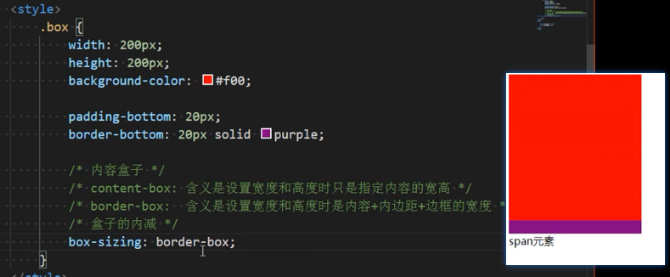 <style>
.box {
width: 200px;
height: 200px;
background-color: #f00;
padding-bottom: 20px;
border-bottom: 20px solid purple;
/* 内容盒子 */
/* content-box: 含义是设置宽度和高度时只是指定内容的宽高 */
/* border-box: 含义是设置宽度和高度时是内容+内边距+边框的宽度 *
/* 盒子的内减 */
box-sizing: border-box;
}
</style>
span元素